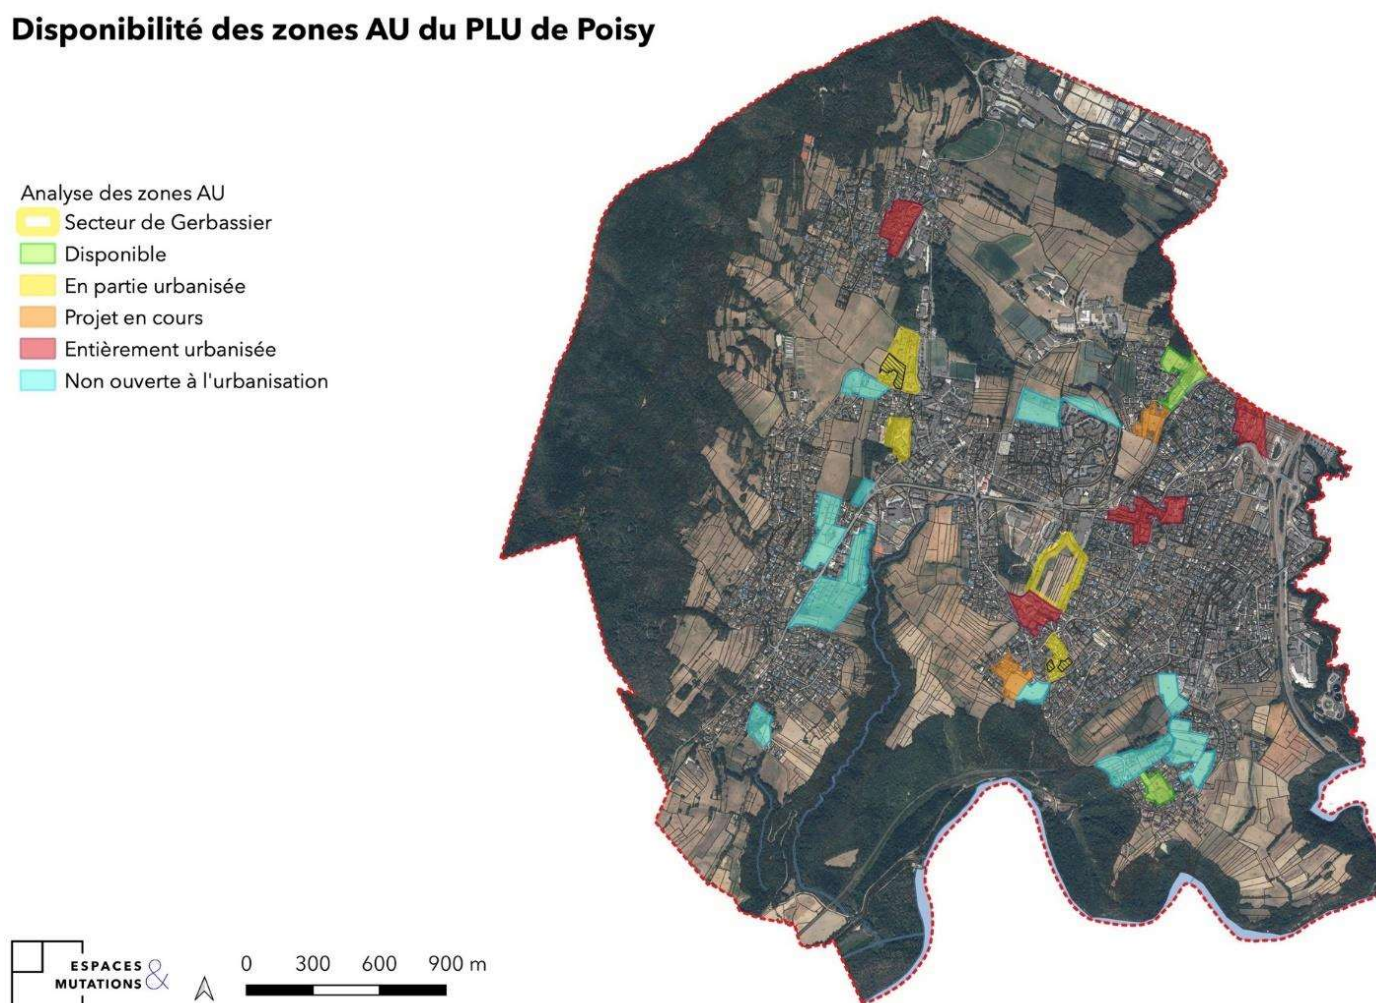 Disponibilité des zones AU du PLU de Poisy
Analyse des zones AU
Secteur de Gerbassier
Disponible
En partie urbanisée
Projet en cours
Entièrement urbanisée
Non ouverte à l'urbanisation
ESPACES &
MUTATIONS
0 300 600 900 m